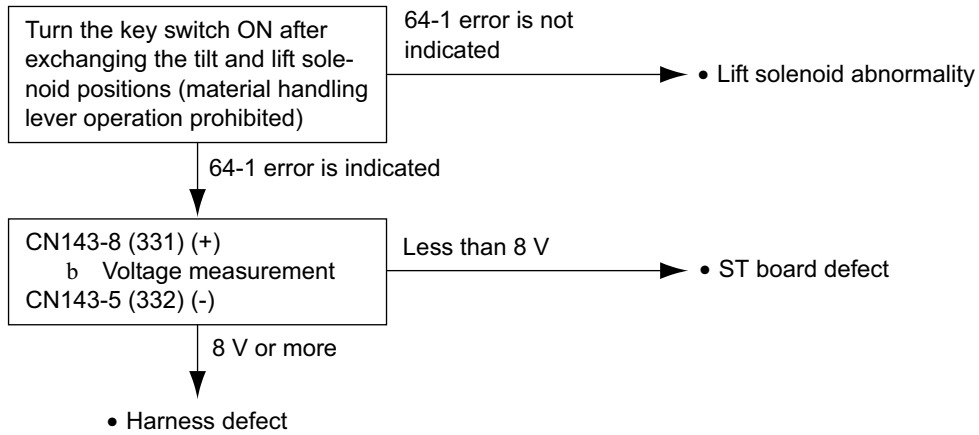 Turn the key switch ON after
exchanging the tilt and lift sole-
noid positions (material handling
lever operation prohibited)
64-1 error is not
indicated
• Lift solenoid abnormality
64-1 error is indicated
CN143-8 (331) (+)
b Voltage measurement
CN143-5 (332) (-)
Less than 8 V
• ST board defect
8 V or more
• Harness defect